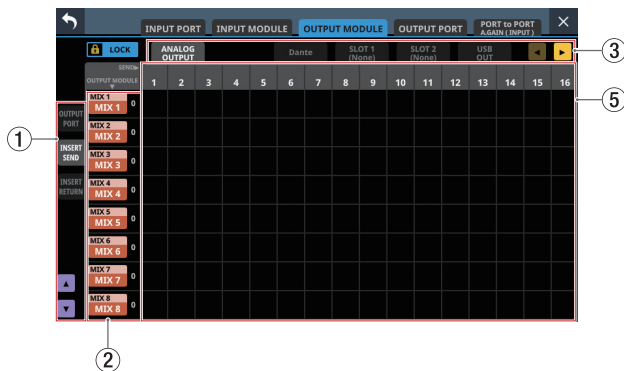 INPUT PORT INPUT MODULE OUTPUT MODULE OUTPUT PORT PORT to PORT
A.GAIN ( INPUT )
LOCK ANALOG OUTPUT Dante SLOT 1 (None) SLOT 2 (None) USB OUT
3
SEND▶
OUTPUT MODULE
▼
1 2 3 4 5 6 7 8 9 10 11 12 13 14 15 16
5
1
OUTPUT PORT
INSERT SEND
INSERT RETURN
MIX 1
MIX 1 0
MIX 2
MIX 2 0
MIX 3
MIX 3 0
MIX 4
MIX 4 0
MIX 5
MIX 5 0
MIX 6
MIX 6 0
MIX 7
MIX 7 0
MIX 8
MIX 8 0
2